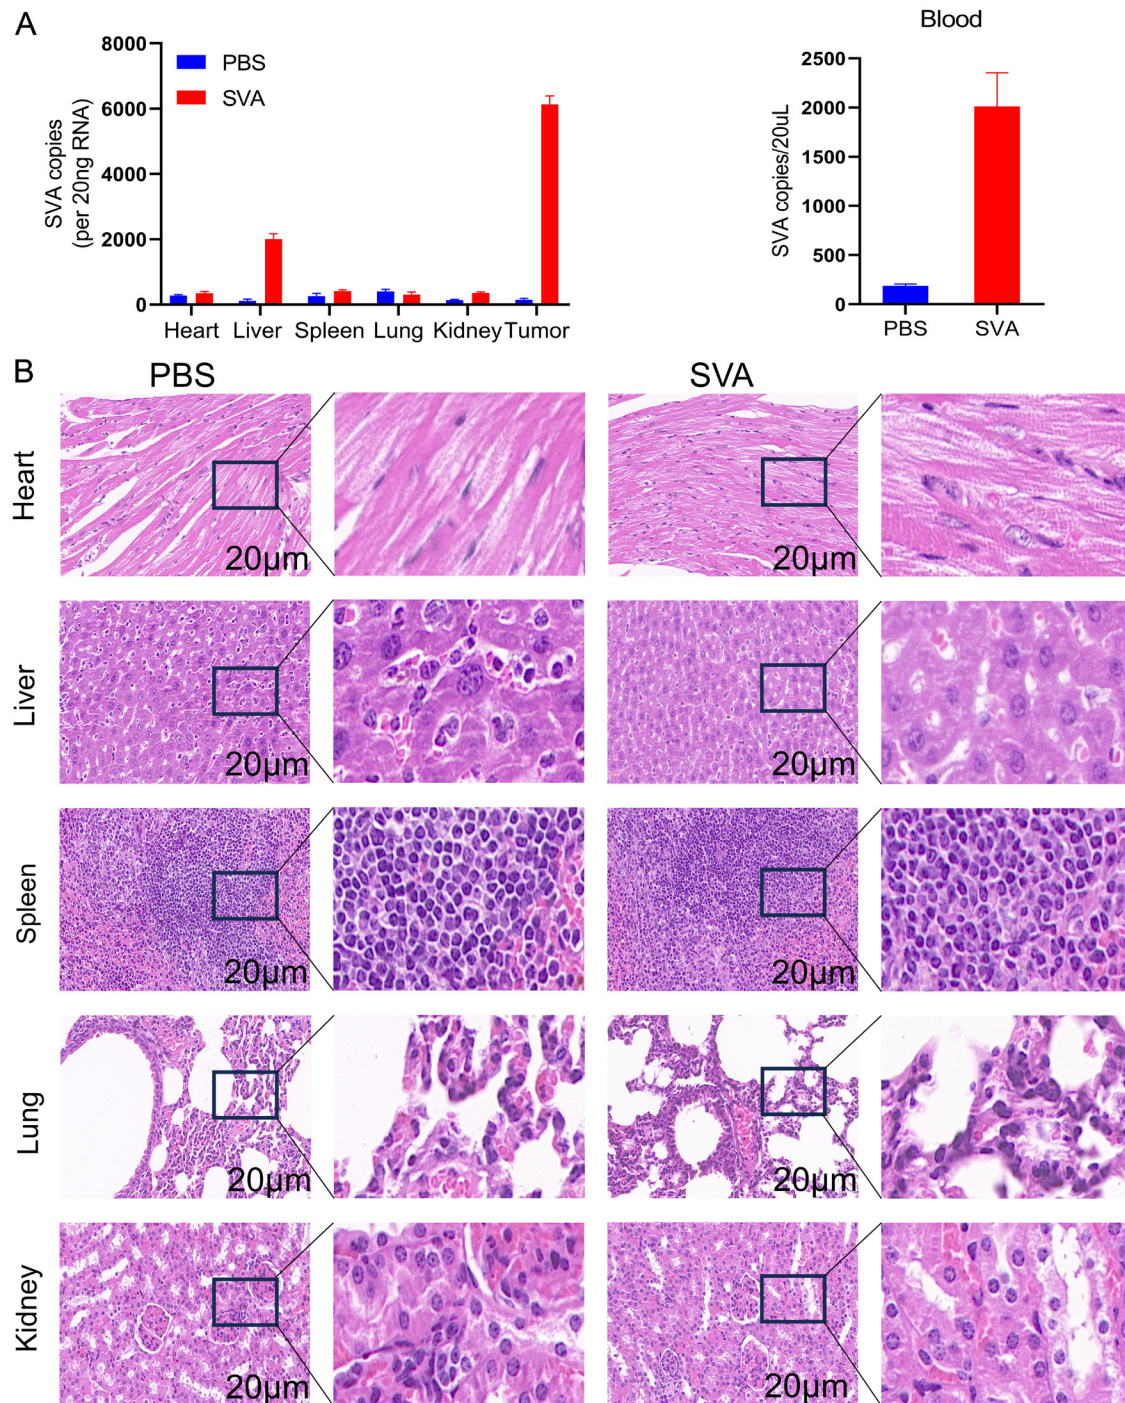 A
8000
6000
4000
2000
0
SVA copies
(per 20ng RNA)
PBS
SVA
Heart Liver Spleen Lung Kidney Tumor
Blood
2500
2000
1500
1000
500
0
SVA copies/20uL
PBS SVA
B
PBS SVA
Heart
20μm 20μm
Liver
20μm 20μm
Spleen
20μm 20μm
Lung
20μm 20μm
Kidney
20μm 20μm